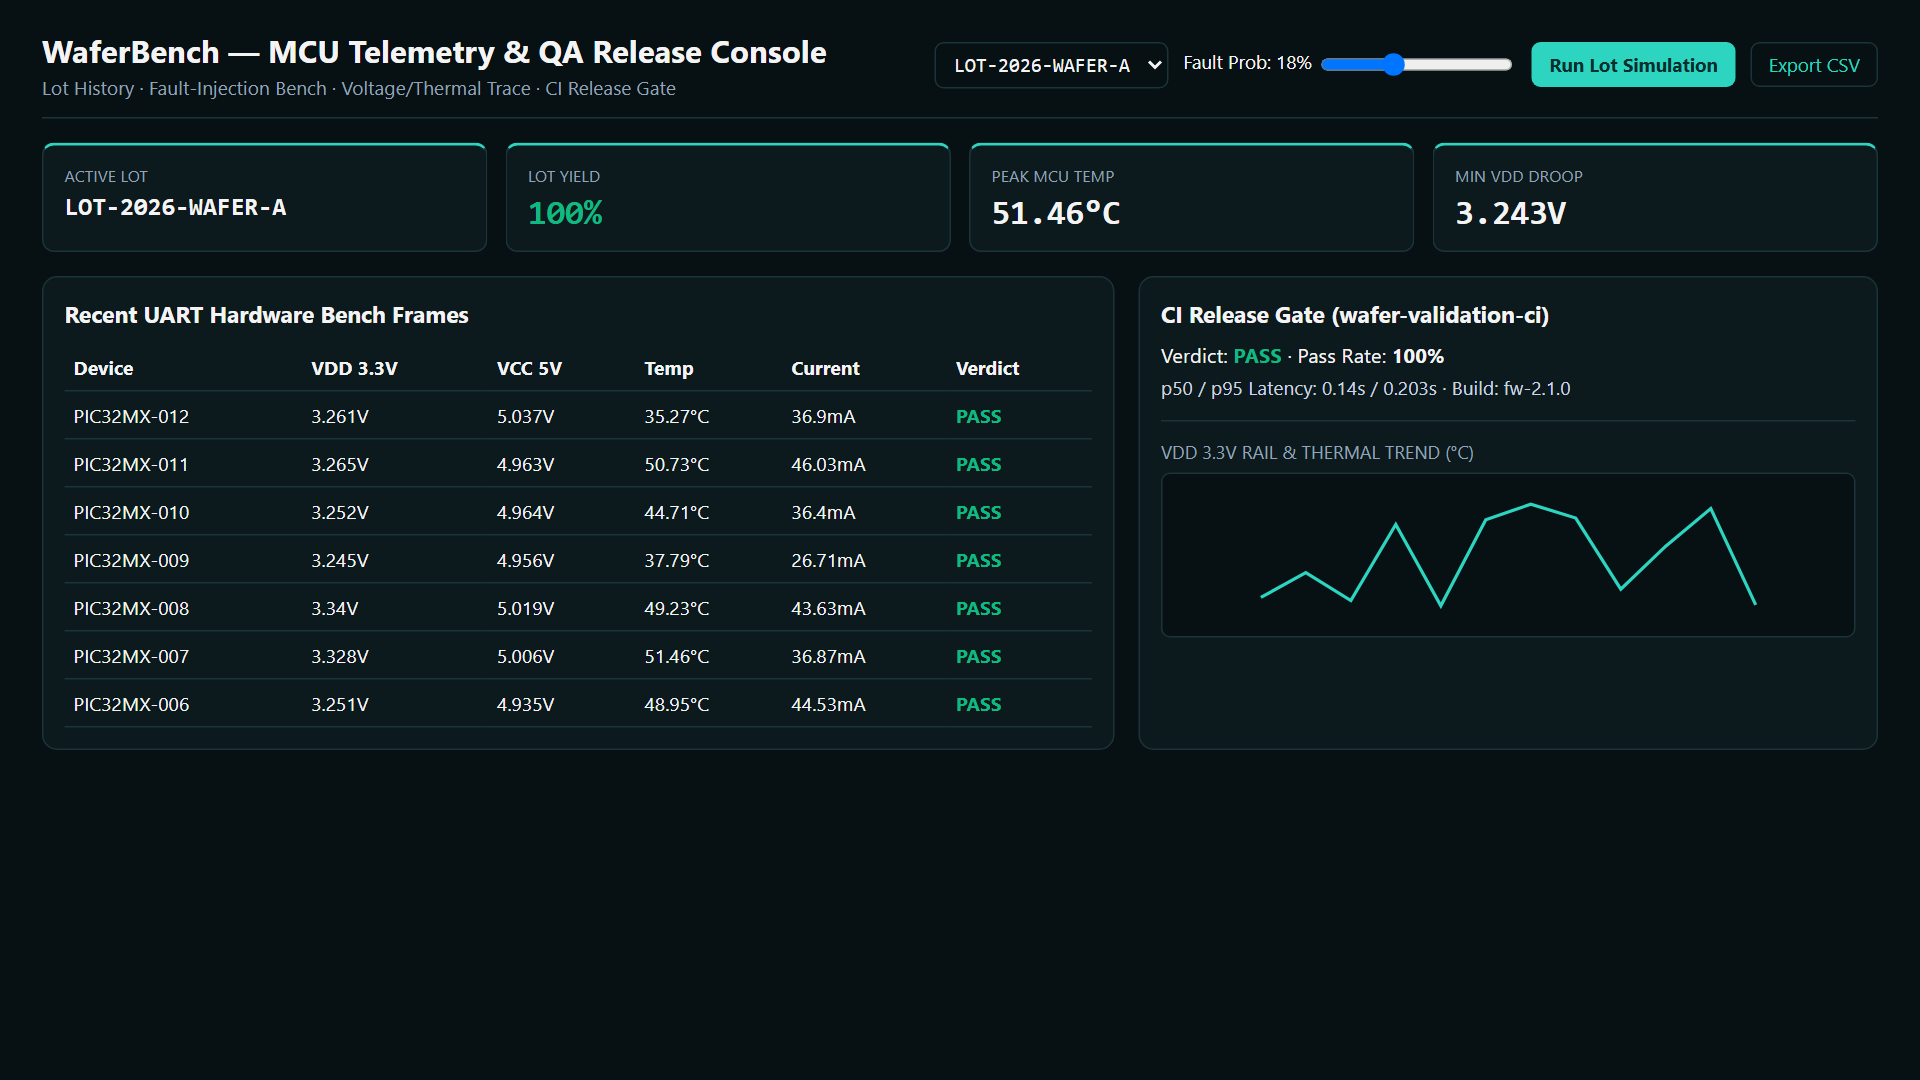 WaferBench — MCU Telemetry & QA Release Console
Lot History · Fault-Injection Bench · Voltage/Thermal Trace · CI Release Gate
LOT-2026-WAFER-A
Fault Prob: 18%
Run Lot Simulation
Export CSV
ACTIVE LOT
LOT-2026-WAFER-A
LOT YIELD
100%
PEAK MCU TEMP
51.46°C
MIN VDD DROOP
3.243V
Recent UART Hardware Bench Frames
Device VDD 3.3V VCC 5V Temp Current Verdict
PIC32MX-012 3.261V 5.037V 35.27°C 36.9mA PASS
PIC32MX-011 3.265V 4.963V 50.73°C 46.03mA PASS
PIC32MX-010 3.252V 4.964V 44.71°C 36.4mA PASS
PIC32MX-009 3.245V 4.956V 37.79°C 26.71mA PASS
PIC32MX-008 3.34V 5.019V 49.23°C 43.63mA PASS
PIC32MX-007 3.328V 5.006V 51.46°C 36.87mA PASS
PIC32MX-006 3.251V 4.935V 48.95°C 44.53mA PASS
CI Release Gate (wafer-validation-ci)
Verdict: PASS · Pass Rate: 100%
p50 / p95 Latency: 0.14s / 0.203s · Build: fw-2.1.0
VDD 3.3V RAIL & THERMAL TREND (°C)